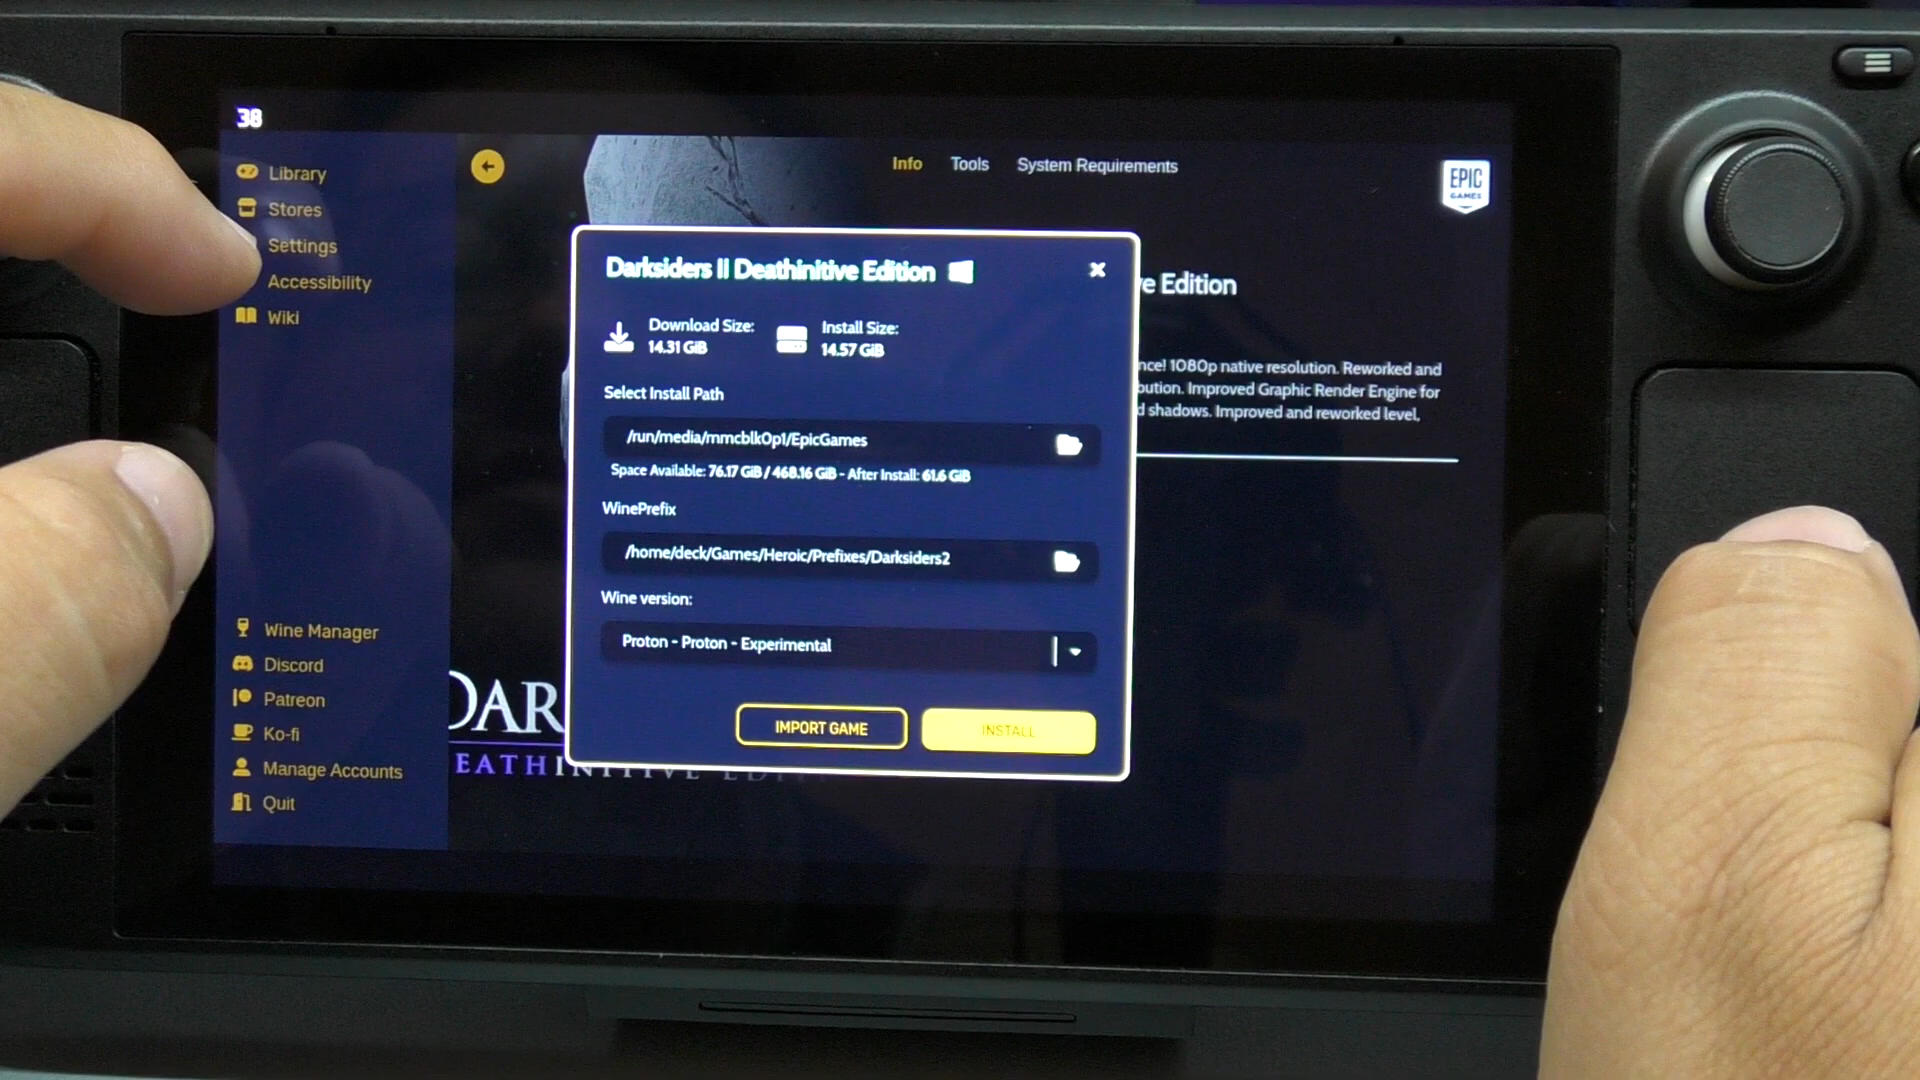 38
Library
Stores
Settings
Accessibility
Wiki
Wine Manager
Discord
Patreon
Ko-fi
Manage Accounts
Quit
Info Tools System Requirements
EPIC
GAMES
Darksiders II Deathinitive Edition
Download Size:
14.31 GiB
Install Size:
14.57 GiB
Select Install Path
/run/media/mmcblk0p1/EpicGames
Space Available: 76.17 GiB / 468.16 GiB - After Install: 61.6 GiB
WinePrefix
/home/deck/Games/Heroic/Prefixes/Darksiders2
Wine version:
Proton - Proton - Experimental
IMPORT GAME
INSTALL
ve Edition
nce! 1080p native resolution. Reworked and
bution. Improved Graphic Render Engine for
d shadows. Improved and reworked level,
DAR
EATHINITIVE EDI